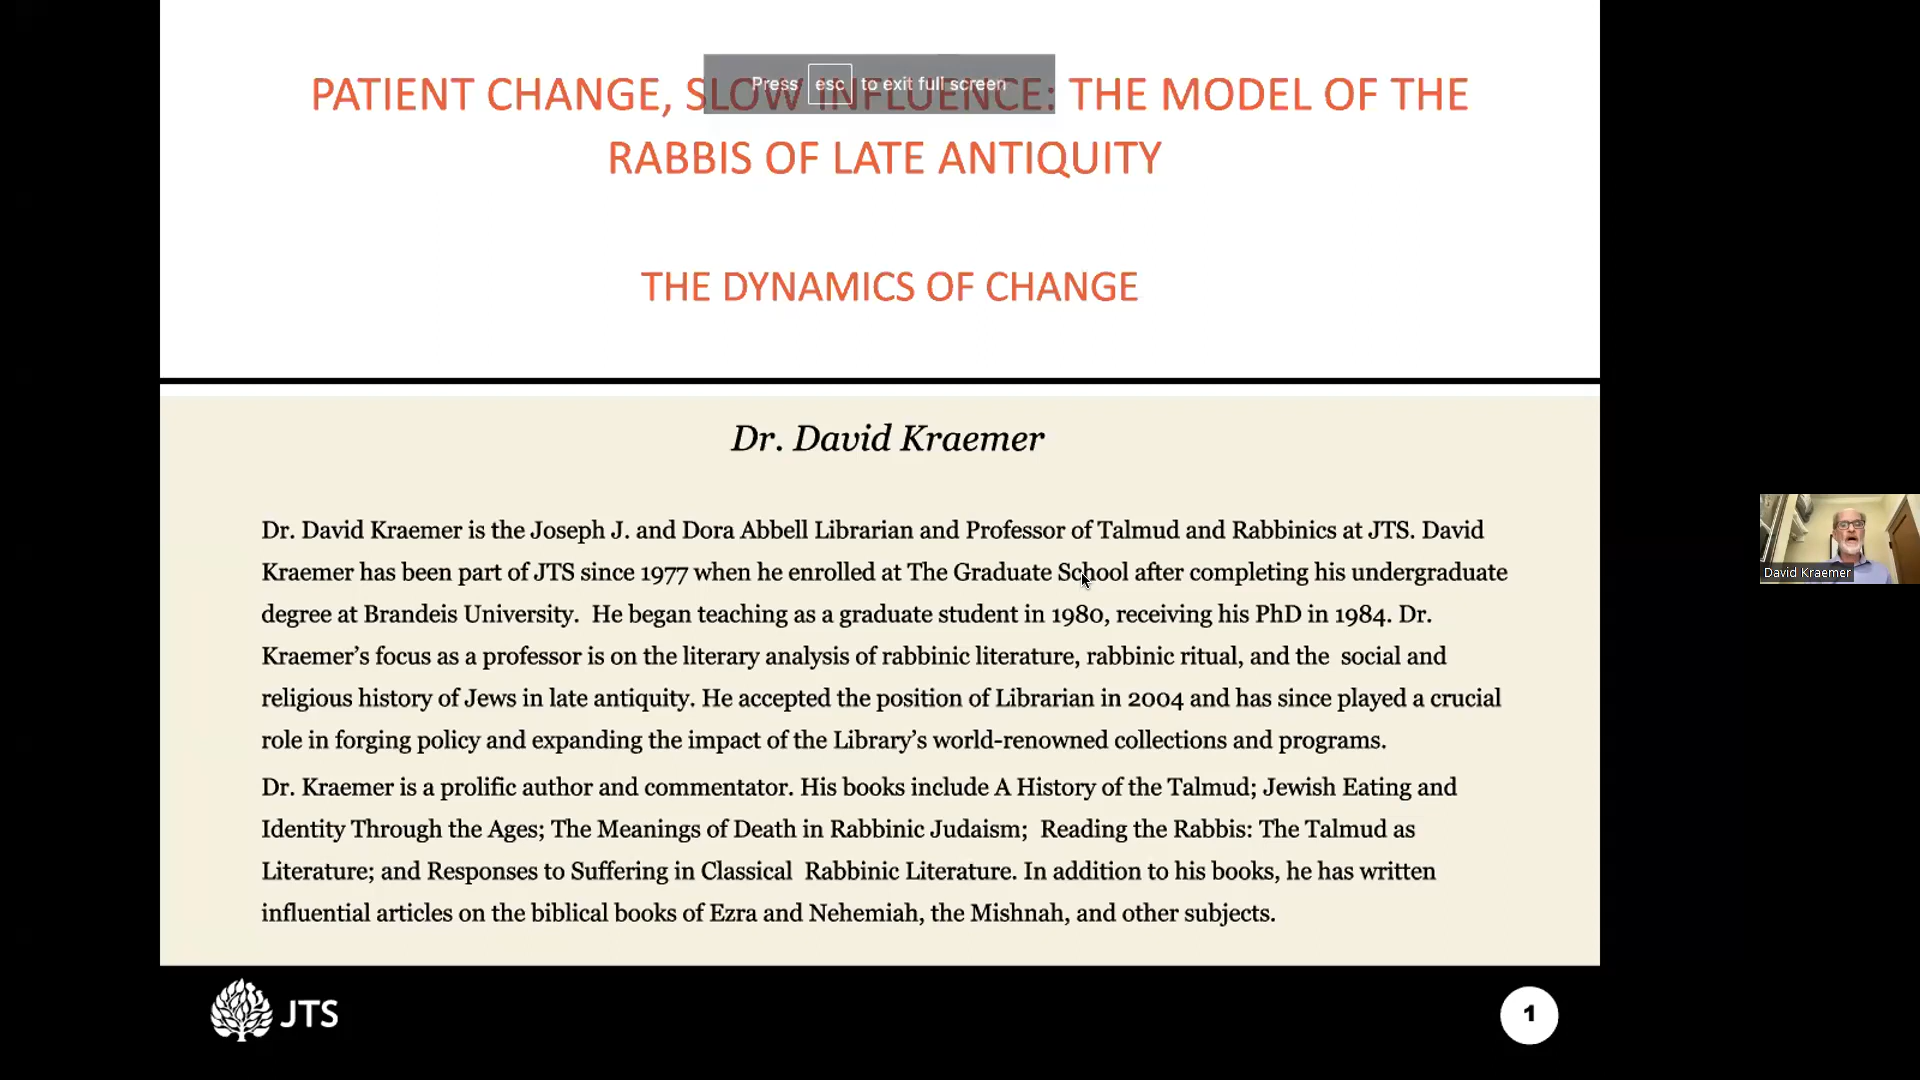 PATIENT CHANGE, SLOW INFLUENCE: THE MODEL OF THE
Press esc to exit full screen
RABBIS OF LATE ANTIQUITY
THE DYNAMICS OF CHANGE
Dr. David Kraemer
Dr. David Kraemer is the Joseph J. and Dora Abbell Librarian and Professor of Talmud and Rabbinics at JTS. David
Kraemer has been part of JTS since 1977 when he enrolled at The Graduate School after completing his undergraduate
degree at Brandeis University.  He began teaching as a graduate student in 1980, receiving his PhD in 1984. Dr.
Kraemer’s focus as a professor is on the literary analysis of rabbinic literature, rabbinic ritual, and the  social and
religious history of Jews in late antiquity. He accepted the position of Librarian in 2004 and has since played a crucial
role in forging policy and expanding the impact of the Library’s world-renowned collections and programs.
Dr. Kraemer is a prolific author and commentator. His books include A History of the Talmud; Jewish Eating and
Identity Through the Ages; The Meanings of Death in Rabbinic Judaism;  Reading the Rabbis: The Talmud as
Literature; and Responses to Suffering in Classical  Rabbinic Literature. In addition to his books, he has written
influential articles on the biblical books of Ezra and Nehemiah, the Mishnah, and other subjects.
David Kraemer
JTS
1